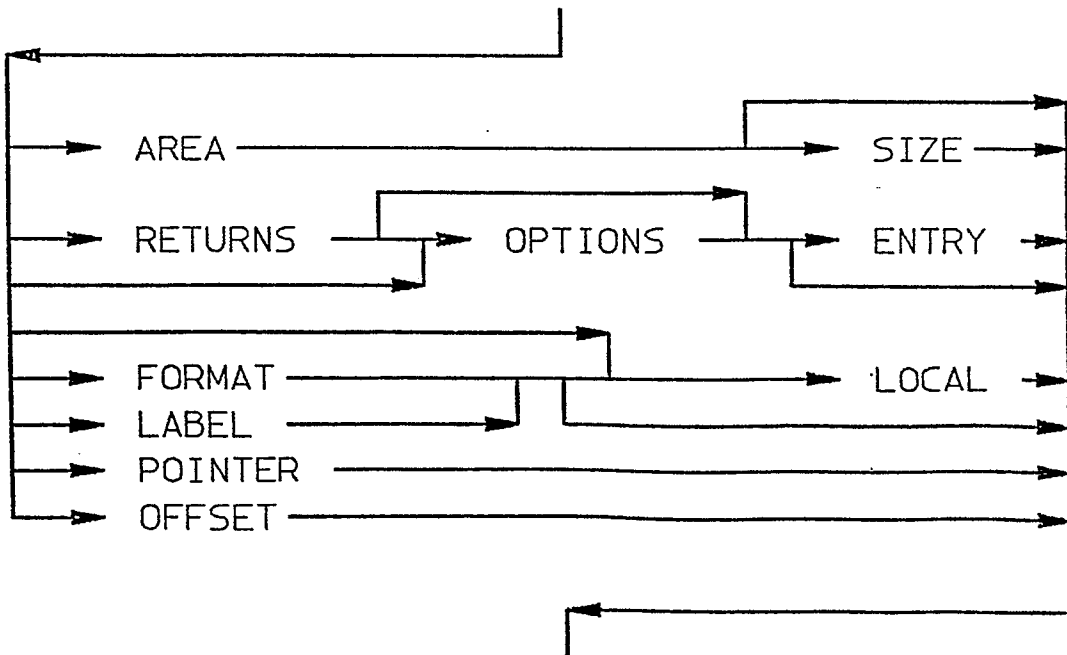 AREA SIZE
RETURNS OPTIONS ENTRY
FORMAT LOCAL
LABEL
POINTER
OFFSET